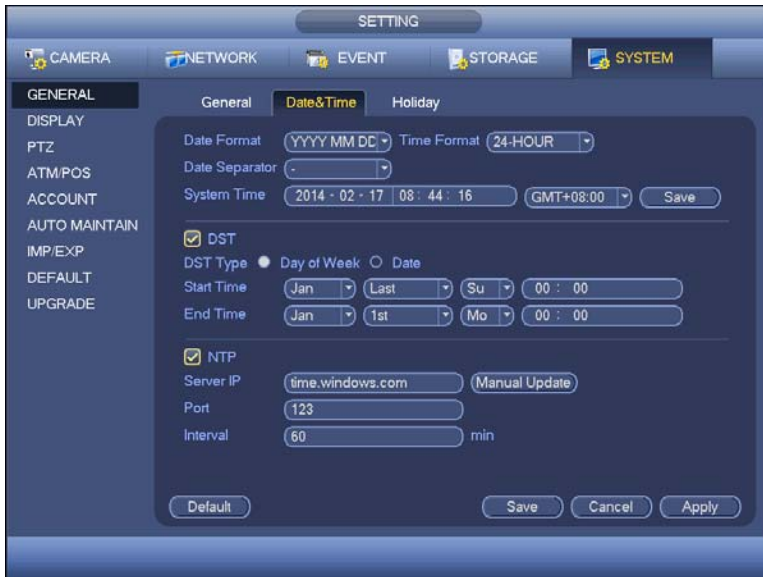 SETTING
CAMERA NETWORK EVENT STORAGE SYSTEM
GENERAL
DISPLAY
PTZ
ATM/POS
ACCOUNT
AUTO MAINTAIN
IMP/EXP
DEFAULT
UPGRADE
General Date&Time Holiday
Date Format YYYY MM DD Time Format 24-HOUR
Date Separator -
System Time 2014 - 02 - 17 08 : 44 : 16 GMT+08:00 Save
DST
DST Type Day of Week Date
Start Time Jan Last Su 00 : 00
End Time Jan 1st Mo 00 : 00
NTP
Server IP time.windows.com Manual Update
Port 123
Interval 60 min
Default Save Cancel Apply